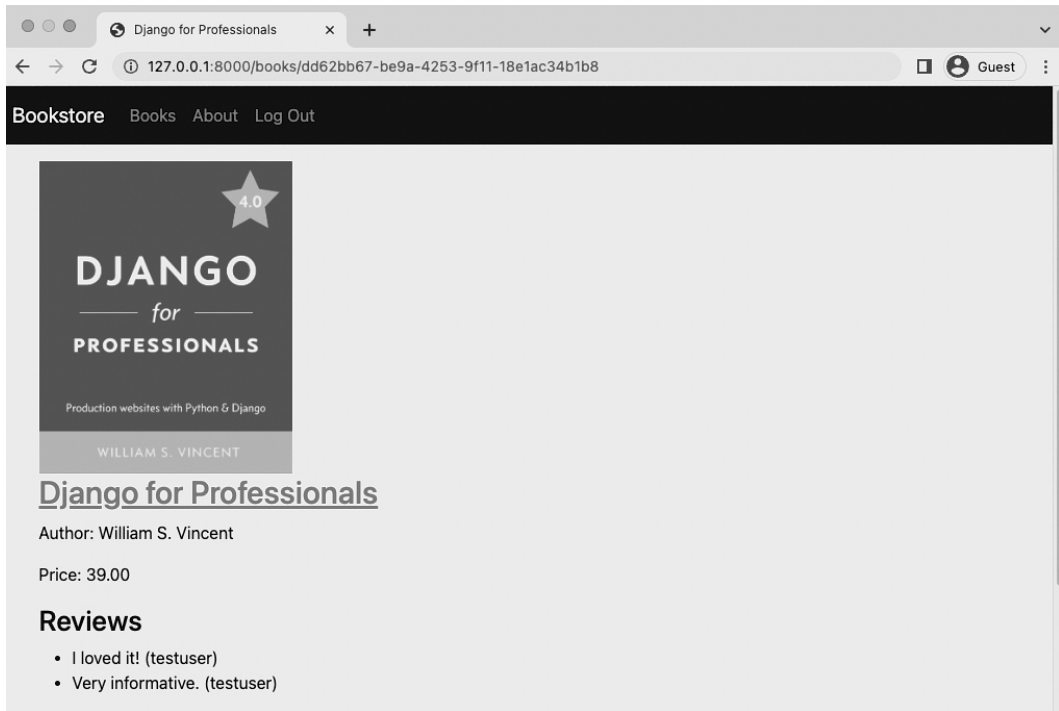 Django for Professionals
127.0.0.1:8000/books/dd62bb67-be9a-4253-9f11-18e1ac34b1b8
Guest
Bookstore Books About Log Out
4.0
DJANGO
for
PROFESSIONALS
Production websites with Python & Django
WILLIAM S. VINCENT
Django for Professionals
Author: William S. Vincent
Price: 39.00
Reviews
• I loved it! (testuser)
• Very informative. (testuser)